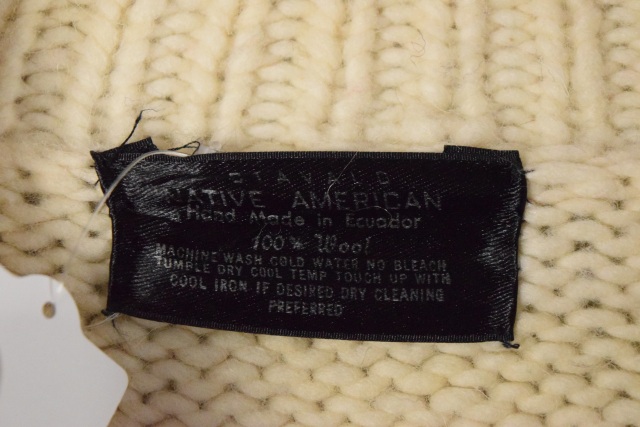 OTAVALO
NATIVE AMERICAN
Hand Made in Ecuador
100% Wool
MACHINE WASH COLD WATER NO BLEACH
TUMBLE DRY COOL TEMP TOUCH UP WITH
COOL IRON IF DESIRED DRY CLEANING
PREFERRED